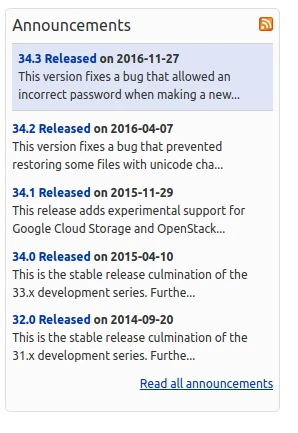 Announcements
34.3 Released on 2016-11-27
This version fixes a bug that allowed an
incorrect password when making a new...
34.2 Released on 2016-04-07
This version fixes a bug that prevented
restoring some files with unicode cha...
34.1 Released on 2015-11-29
This release adds experimental support for
Google Cloud Storage and OpenStack...
34.0 Released on 2015-04-10
This is the stable release culmination of the
33.x development series. Furthe...
32.0 Released on 2014-09-20
This is the stable release culmination of the
31.x development series. Furthe...
Read all announcements